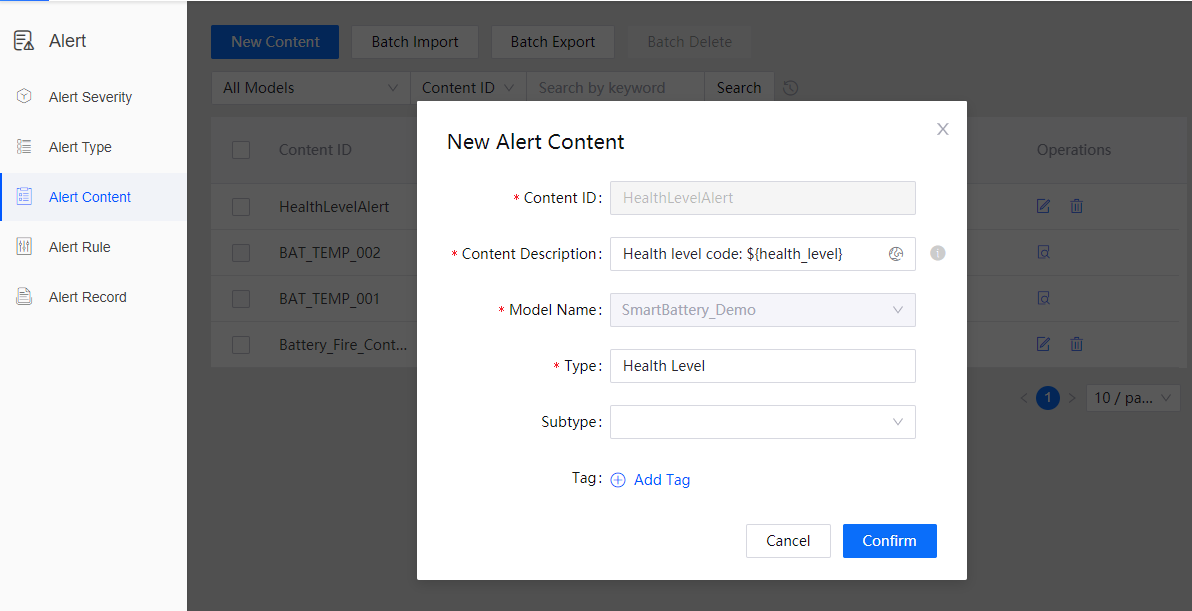 Alert
Alert Severity
Alert Type
Alert Content
Alert Rule
Alert Record
New Content Batch Import Batch Export Batch Delete
All Models Content ID Search by keyword Search
Content ID Operations
HealthLevelAlert
BAT_TEMP_002
BAT_TEMP_001
Battery_Fire_Cont...
1 10 / pa...
New Alert Content
* Content ID: HealthLevelAlert
* Content Description: Health level code: ${health_level}
* Model Name: SmartBattery_Demo
* Type: Health Level
Subtype:
Tag: Add Tag
Cancel Confirm